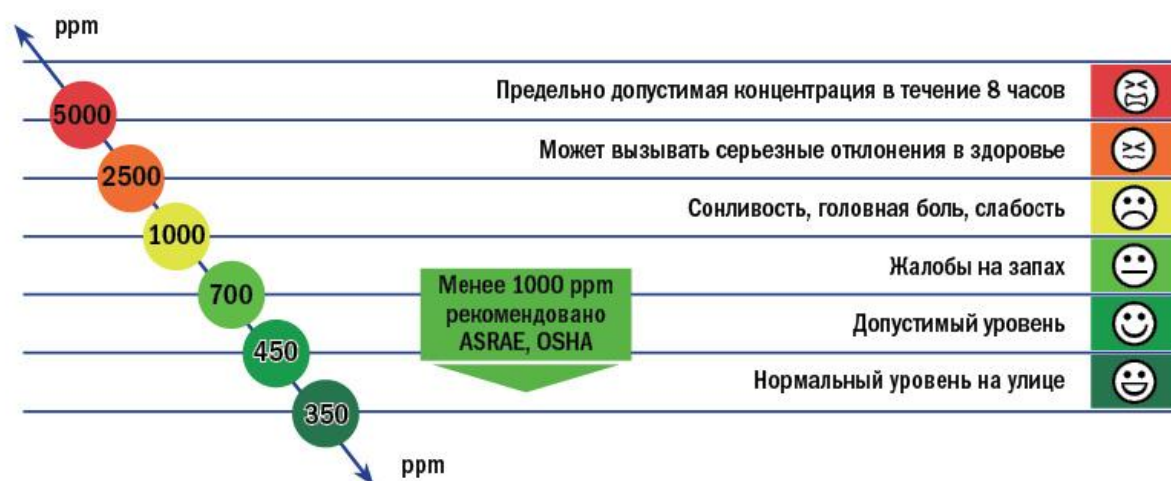 ppm
5000
Предельно допустимая концентрация в течение 8 часов
2500
Может вызывать серьезные отклонения в здоровье
1000
Сонливость, головная боль, слабость
700
Жалобы на запах
Менее 1000 ppm
рекомендовано
ASRAE, OSHA
450
Допустимый уровень
350
Нормальный уровень на улице
ppm